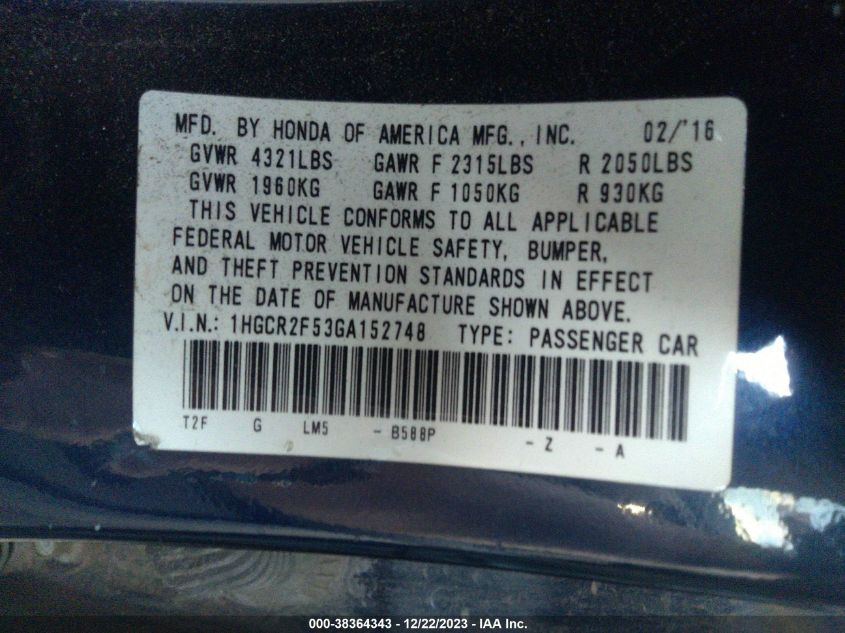 MFD. BY HONDA OF AMERICA MFG., INC. 02/'16
GVWR 4321LBS GAWR F 2315LBS R 2050LBS
GVWR 1960KG GAWR F 1050KG R 930KG
THIS VEHICLE CONFORMS TO ALL APPLICABLE
FEDERAL MOTOR VEHICLE SAFETY, BUMPER,
AND THEFT PREVENTION STANDARDS IN EFFECT
ON THE DATE OF MANUFACTURE SHOWN ABOVE.
V.I.N.: 1HGCR2F53GA152748 TYPE: PASSENGER CAR
T2F G LM5 - B588P - Z - A
000-38364343 - 12/22/2023 - IAA Inc.